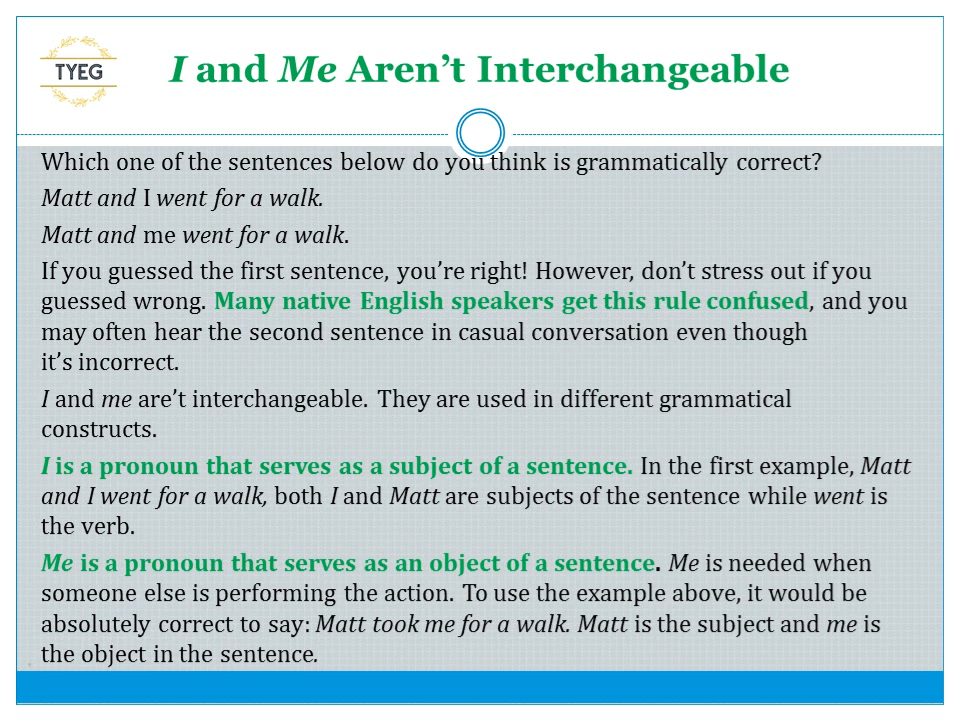 TYEG
I and Me Aren’t Interchangeable
Which one of the sentences below do you think is grammatically correct?
Matt and I went for a walk.
Matt and me went for a walk.
If you guessed the first sentence, you’re right! However, don’t stress out if you
guessed wrong. Many native English speakers get this rule confused, and you
may often hear the second sentence in casual conversation even though
it’s incorrect.
I and me are’t interchangeable. They are used in different grammatical
constructs.
I is a pronoun that serves as a subject of a sentence. In the first example, Matt
and I went for a walk, both I and Matt are subjects of the sentence while went is
the verb.
Me is a pronoun that serves as an object of a sentence. Me is needed when
someone else is performing the action. To use the example above, it would be
absolutely correct to say: Matt took me for a walk. Matt is the subject and me is
the object in the sentence.